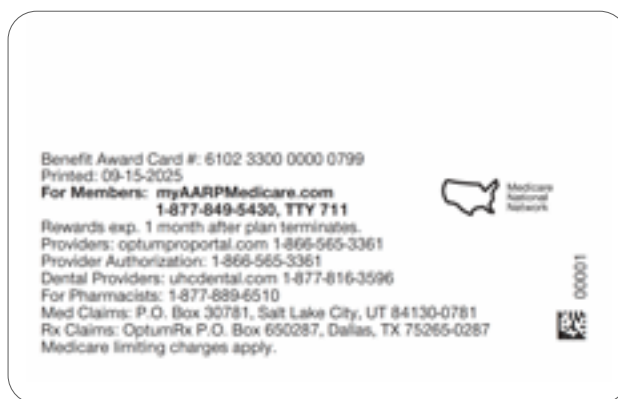 Benefit Award Card #: 6102 3300 0000 0799
Printed: 09-15-2025
For Members: myAARPMedicare.com
1-877-849-5430, TTY 711
Rewards exp. 1 month after plan terminates.
Providers: optumproportal.com 1-866-565-3361
Provider Authorization: 1-866-565-3361
Dental Providers: uhcdental.com 1-877-816-3596
For Pharmacists: 1-877-889-6510
Med Claims: P.O. Box 30781, Salt Lake City, UT 84130-0781
Rx Claims: OptumRx P.O. Box 650287, Dallas, TX 75265-0287
Medicare limiting charges apply.
Medicare
National
Network
00001